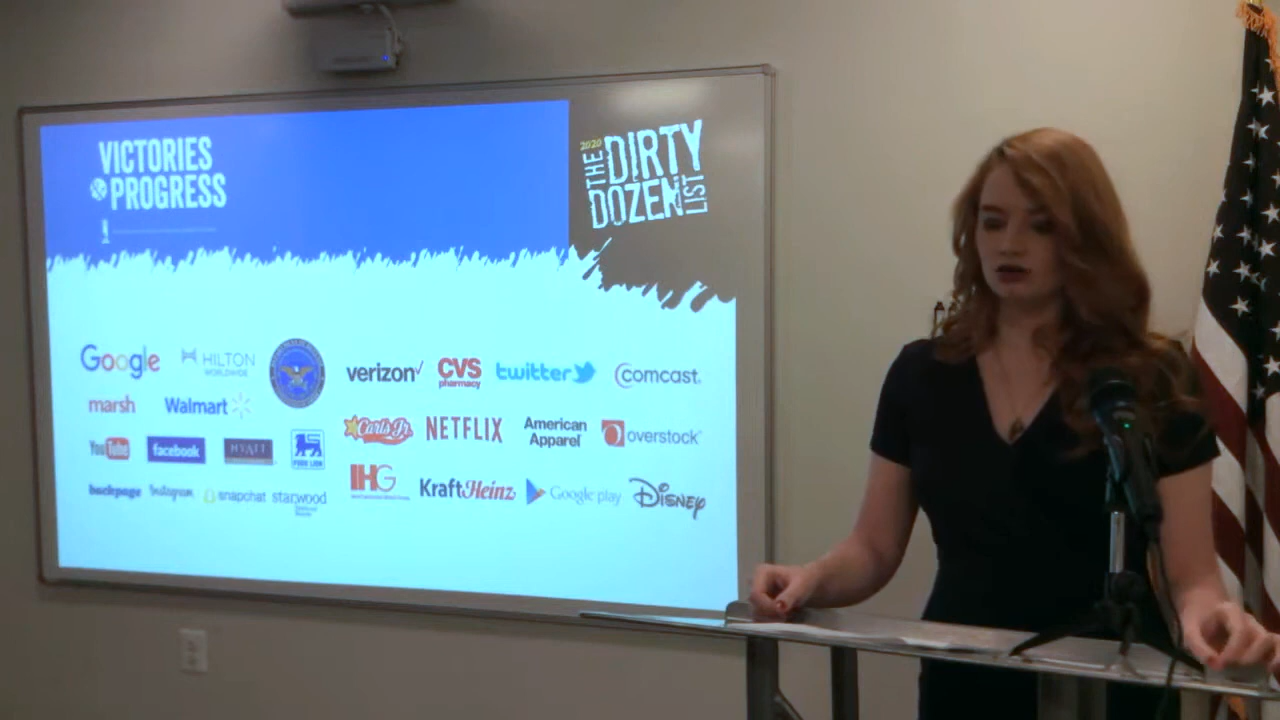 VICTORIES
& PROGRESS
2020
THE DIRTY
DOZEN LIST
Google
HILTON
WORLDWIDE
verizon
CVS
pharmacy
twitter
Comcast.
marsh
Walmart
Carl's Jr.
NETFLIX
American
Apparel
overstock
YouTube
facebook
HYATT
FOOD LION
backpage
Instagram
snapchat
starwood
IHG
KraftHeinz
Google play
Disney